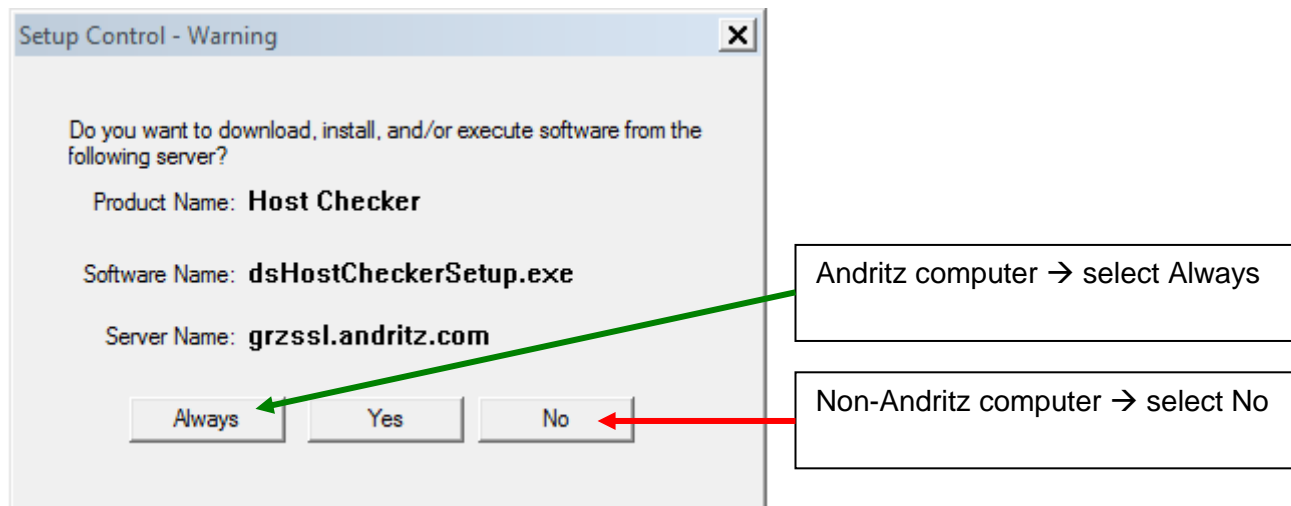 Setup Control - Warning
Do you want to download, install, and/or execute software from the
following server?
Product Name: Host Checker
Software Name: dsHostCheckerSetup.exe
Server Name: grzssl.andritz.com
Always
Yes
No
Andritz computer → select Always
Non-Andritz computer → select No